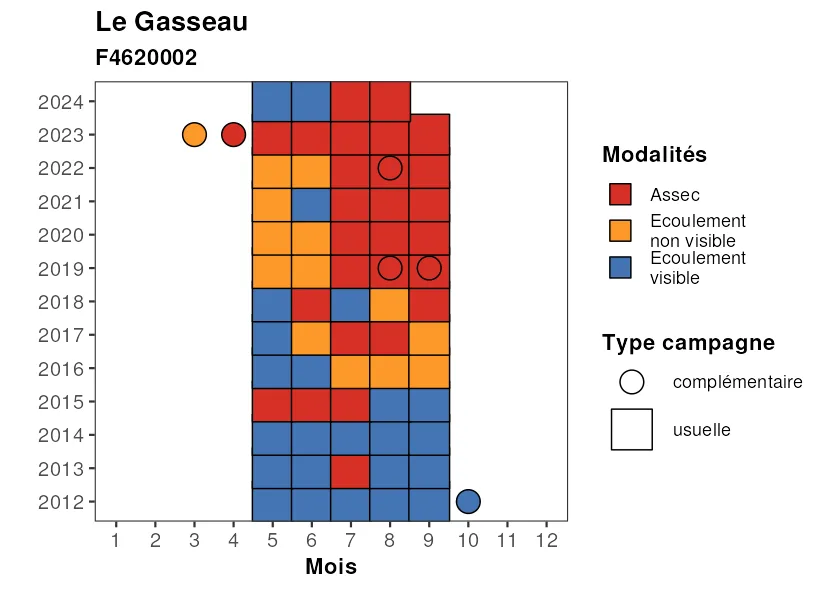 Le Gasseau
F4620002
2024
2023
2022
2021
2020
2019
2018
2017
2016
2015
2014
2013
2012
1 2 3 4 5 6 7 8 9 10 11 12
Mois
Modalités
Assec
Ecoulement
non visible
Ecoulement
visible
Type campagne
complémentaire
usuelle